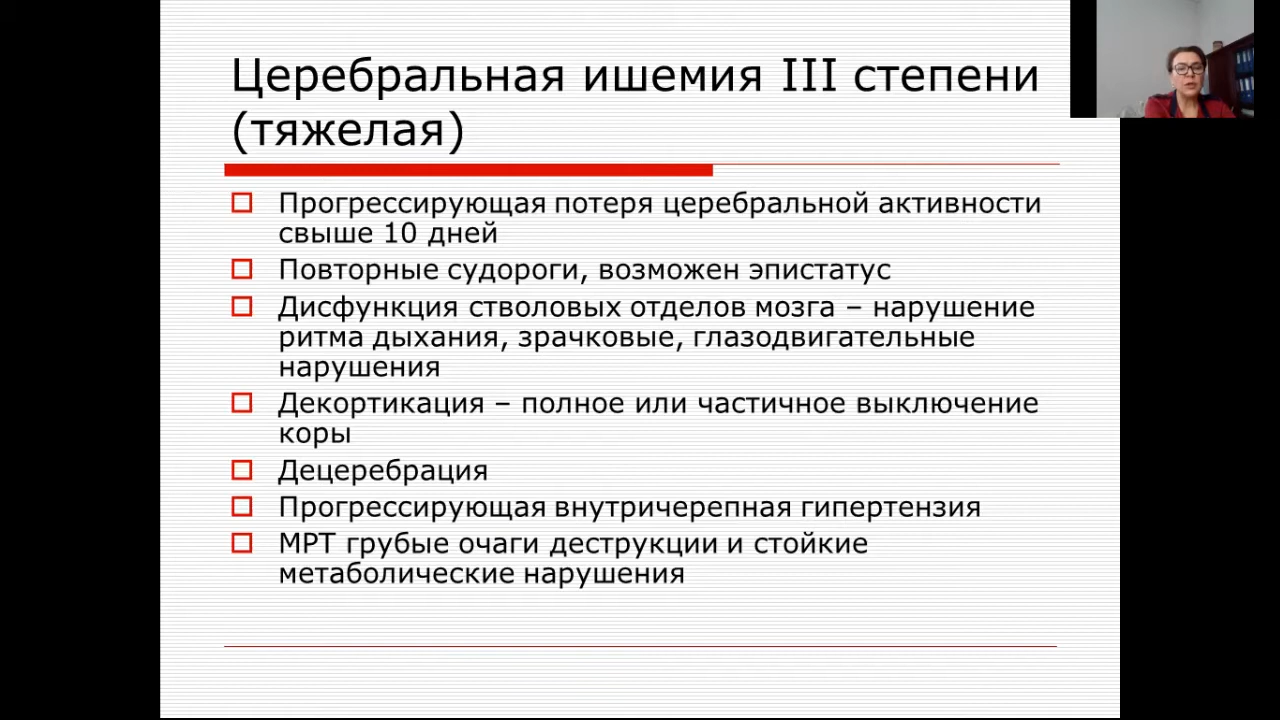 Церебральная ишемия III степени
(тяжелая)
Прогрессирующая потеря церебральной активности
свыше 10 дней
Повторные судороги, возможен эпистатус
Дисфункция стволовых отделов мозга – нарушение
ритма дыхания, зрачковые, глазодвигательные
нарушения
Декортикация – полное или частичное выключение
коры
Децеребрация
Прогрессирующая внутричерепная гипертензия
МРТ грубые очаги деструкции и стойкие
метаболические нарушения